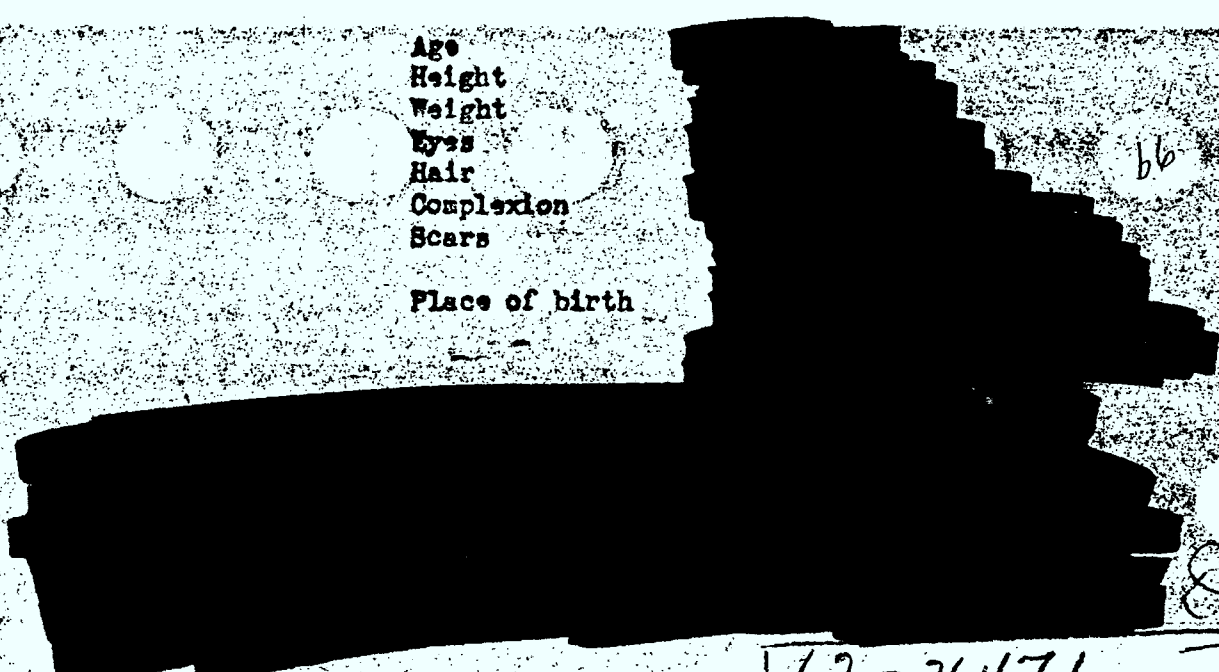 Age
Height
Weight
Eyes
Hair
b6
Complexion
Scars
Place of birth